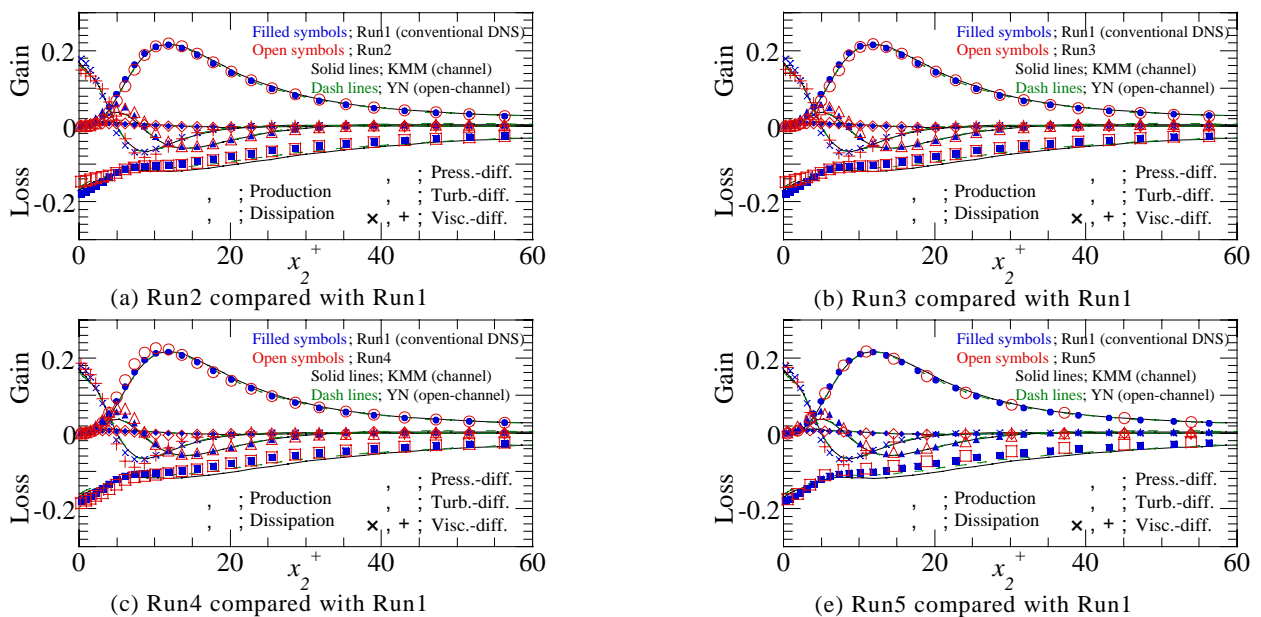 0.2
0
-0.2
Gain
Loss
Filled symbols; Run1 (conventional DNS)
Open symbols ; Run2
Solid lines; KMM (channel)
Dash lines; YN (open-channel)
, ; Production
, ; Dissipation
, ; Press.-diff.
, ; Turb.-diff.
×, + ; Visc.-diff.
0 20 40 60
x2+
(a) Run2 compared with Run1
0.2
0
-0.2
Gain
Loss
Filled symbols; Run1 (conventional DNS)
Open symbols ; Run3
Solid lines; KMM (channel)
Dash lines; YN (open-channel)
, ; Production
, ; Dissipation
, ; Press.-diff.
, ; Turb.-diff.
×, + ; Visc.-diff.
0 20 40 60
x2+
(b) Run3 compared with Run1
0.2
0
-0.2
Gain
Loss
Filled symbols; Run1 (conventional DNS)
Open symbols ; Run4
Solid lines; KMM (channel)
Dash lines; YN (open-channel)
, ; Production
, ; Dissipation
, ; Press.-diff.
, ; Turb.-diff.
×, + ; Visc.-diff.
0 20 40 60
x2+
(c) Run4 compared with Run1
0.2
0
-0.2
Gain
Loss
Filled symbols; Run1 (conventional DNS)
Open symbols ; Run5
Solid lines; KMM (channel)
Dash lines; YN (open-channel)
, ; Production
, ; Dissipation
, ; Press.-diff.
, ; Turb.-diff.
×, + ; Visc.-diff.
0 20 40 60
x2+
(e) Run5 compared with Run1